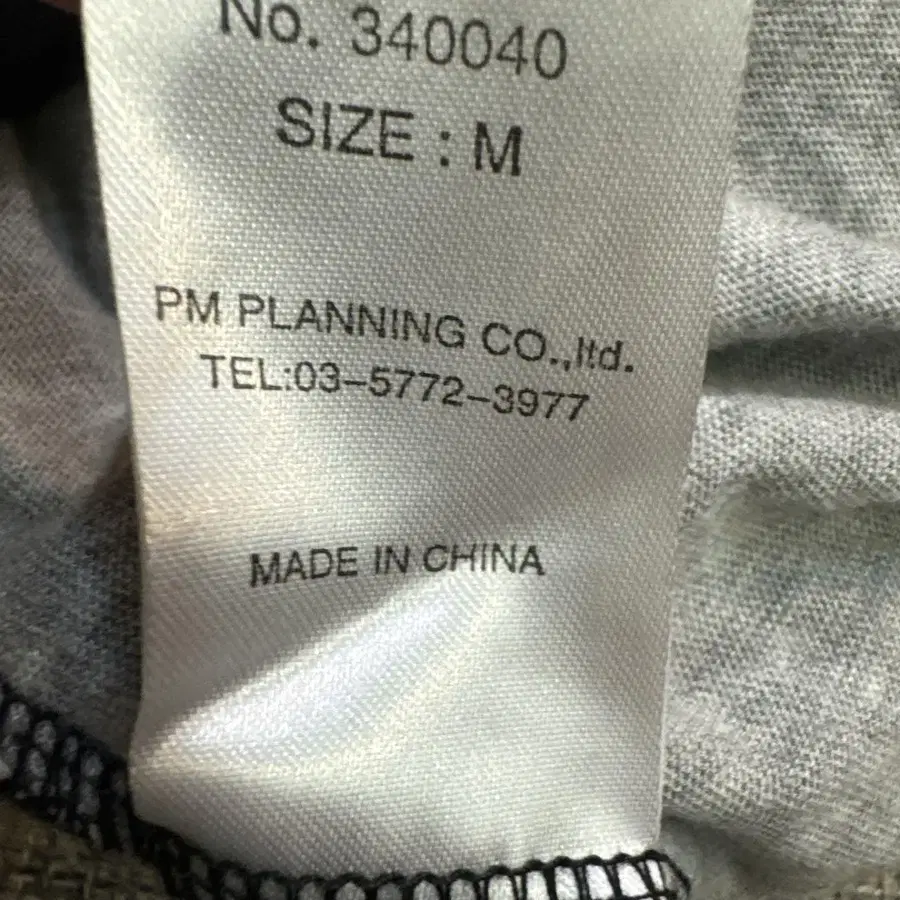 No. 340040
SIZE : M
PM PLANNING CO.,ltd.
TEL:03-5772-3977
MADE IN CHINA